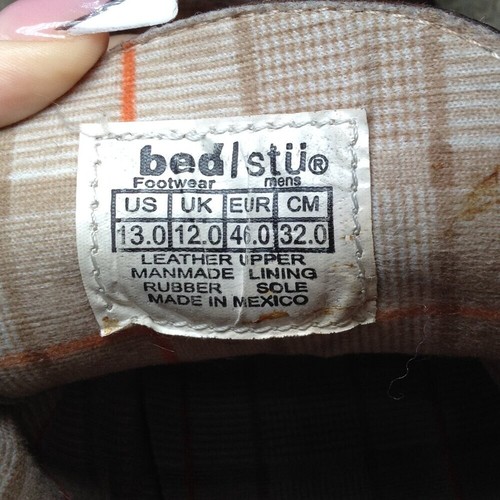 bed|stü®
Footwear mens
US UK EUR CM
13.0 12.0 46.0 32.0
LEATHER UPPER
MANMADE LINING
RUBBER SOLE
MADE IN MEXICO